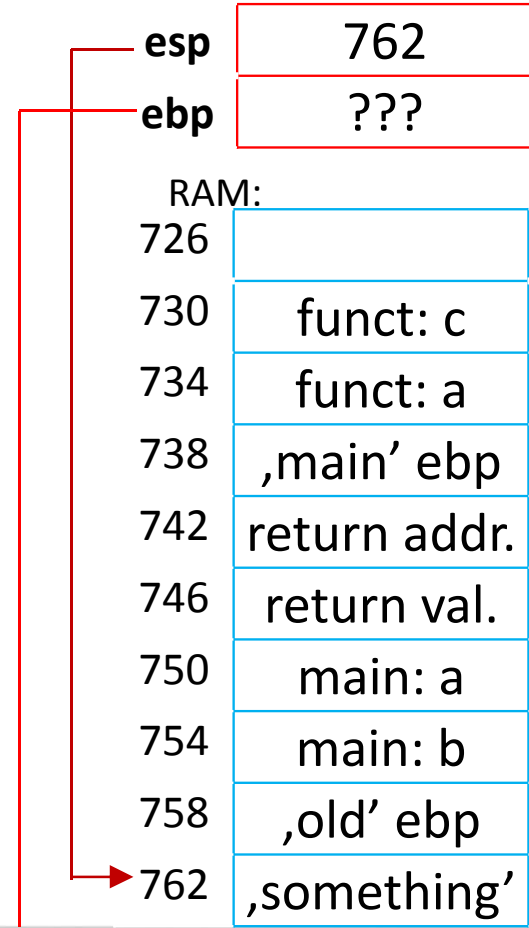 esp 762
ebp ???
RAM:
726
730 funct: c
734 funct: a
738 ‚main’ ebp
742 return addr.
746 return val.
750 main: a
754 main: b
758 ‚old’ ebp
762 ‚something’